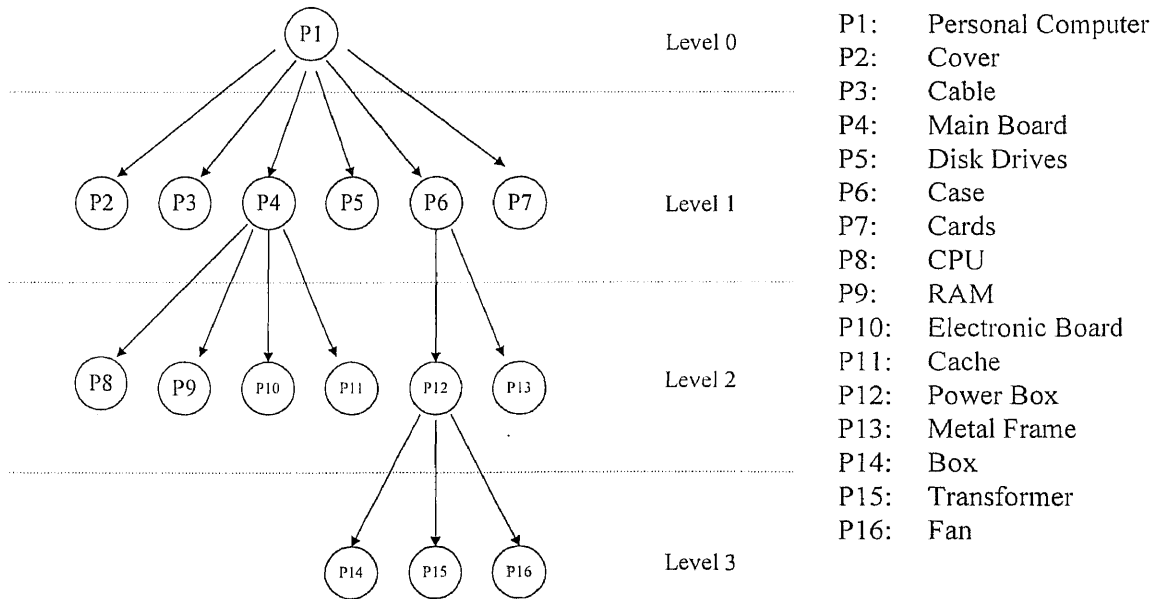 P1
Level 0
P2 P3 P4 P5 P6 P7
Level 1
P8 P9 P10 P11 P12 P13
Level 2
P14 P15 P16
Level 3
P1: Personal Computer
P2: Cover
P3: Cable
P4: Main Board
P5: Disk Drives
P6: Case
P7: Cards
P8: CPU
P9: RAM
P10: Electronic Board
P11: Cache
P12: Power Box
P13: Metal Frame
P14: Box
P15: Transformer
P16: Fan